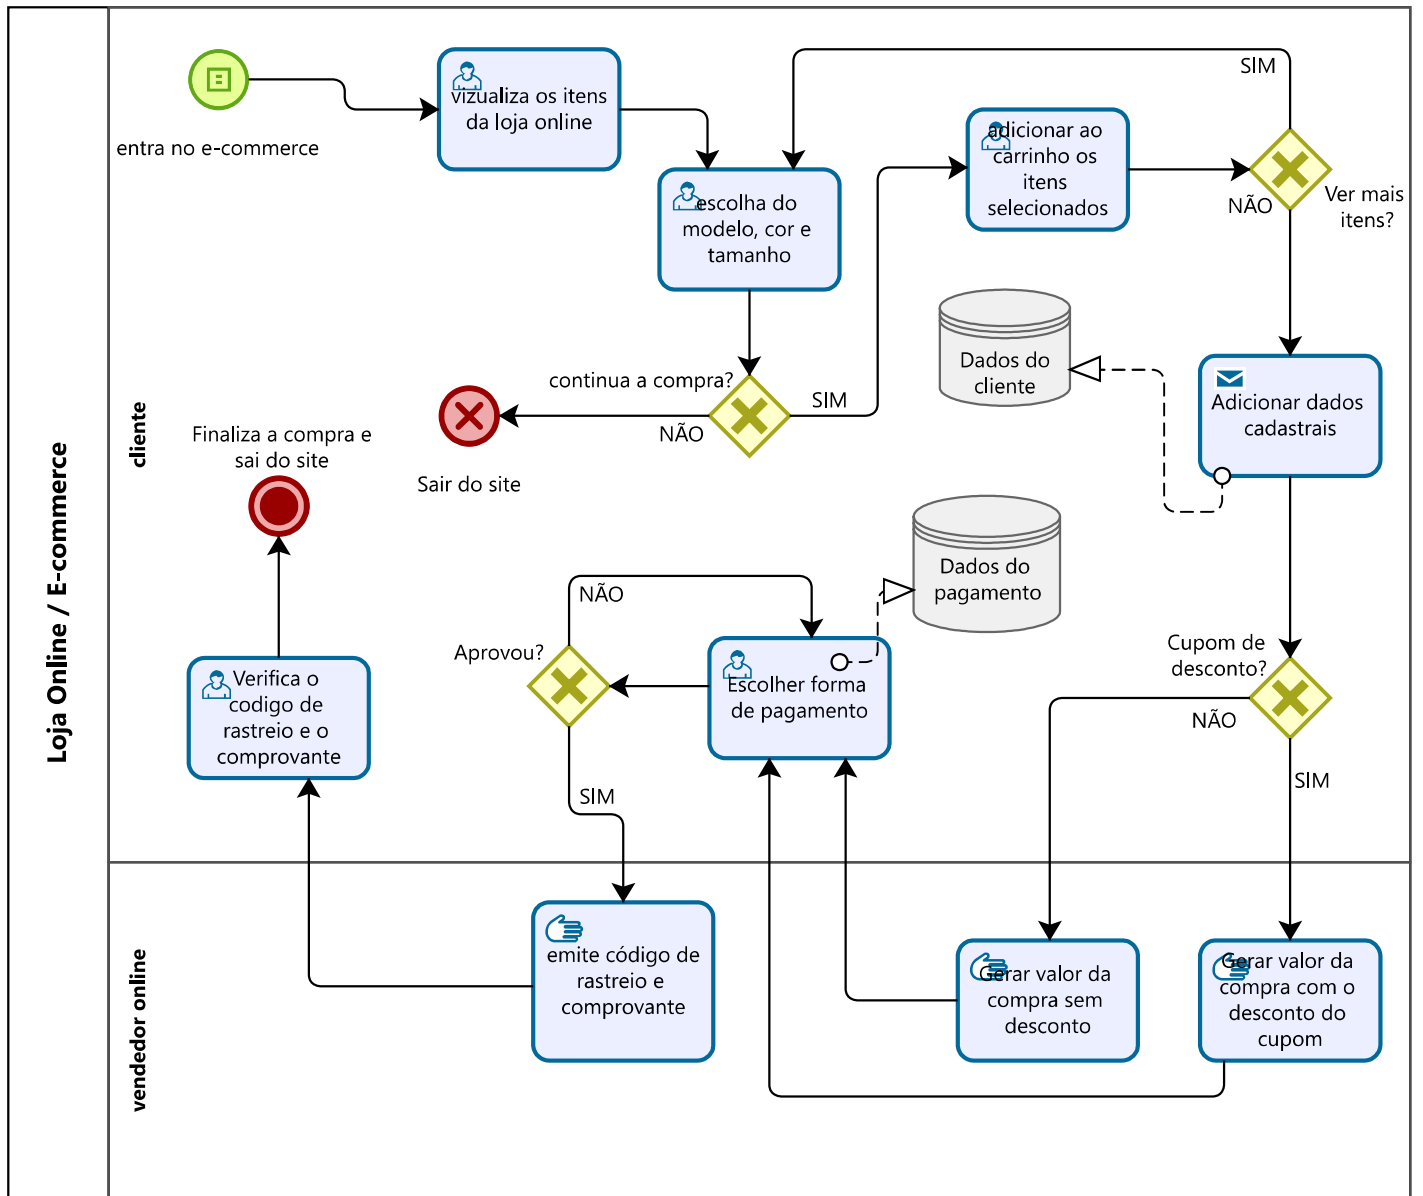 Loja Online / E-commerce
cliente
entra no e-commerce
vizualiza os itens
da loja online
escolha do
modelo, cor e
tamanho
continua a compra?
NÃO
Sair do site
SIM
adicionar ao
carrinho os
itens
selecionados
SIM
NÃO
Ver mais
itens?
Dados do
cliente
Adicionar dados
cadastrais
Cupom de
desconto?
NÃO
SIM
Dados do
pagamento
Escolher forma
de pagamento
Aprovou?
NÃO
SIM
Finaliza a compra e
sai do site
Verifica o
codigo de
rastreio e o
comprovante
vendedor online
emite código de
rastreio e
comprovante
Gerar valor da
compra sem
desconto
Gerar valor da
compra com o
desconto do
cupom